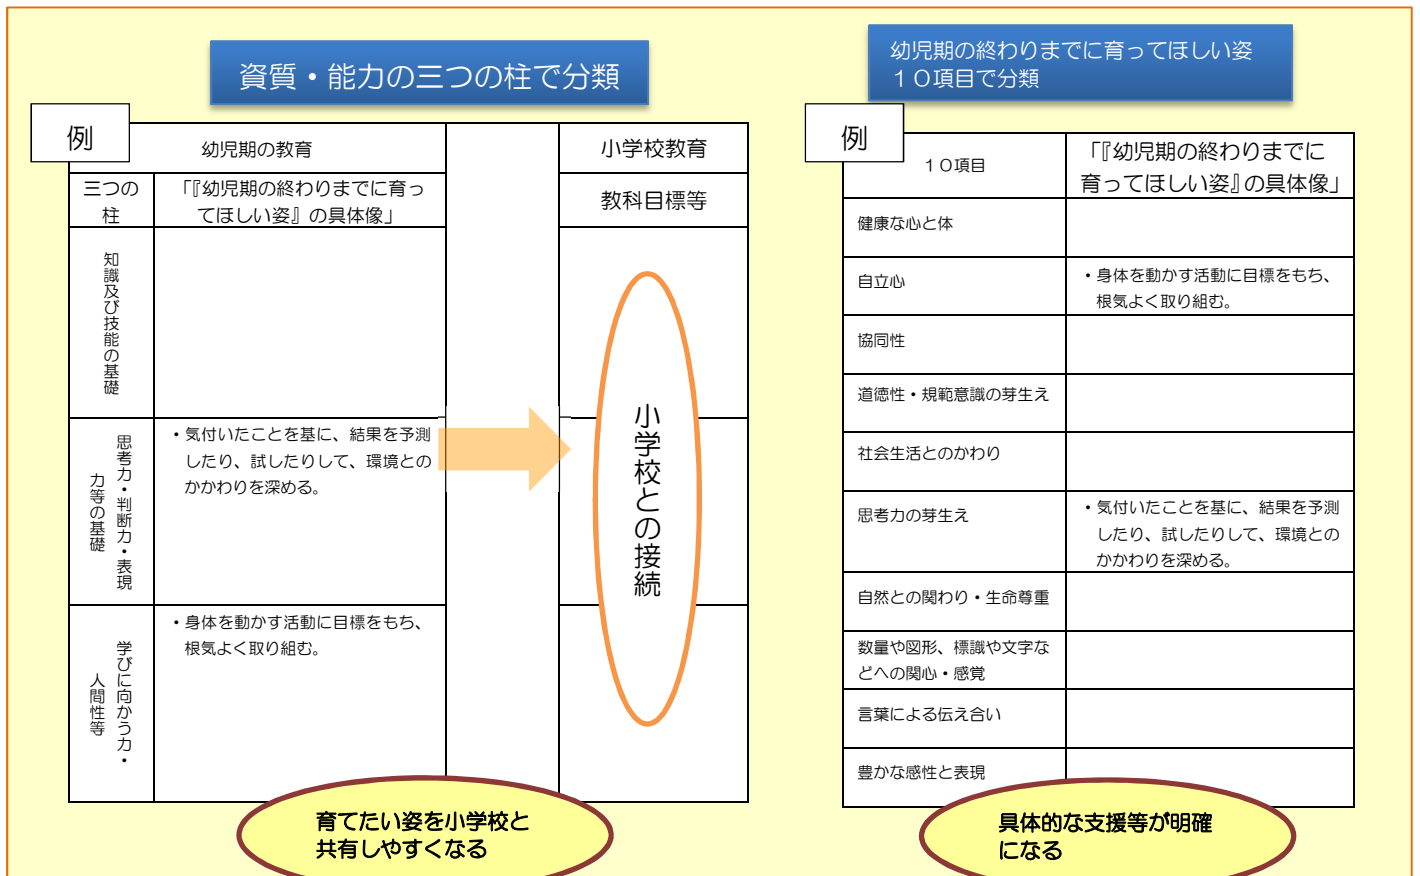 資質・能力の三つの柱で分類
例
幼児期の教育
小学校教育
三つの
柱
「『幼児期の終わりまでに育っ
てほしい姿』の具体像」
教科目標等
知識及び技能の基礎
思考力・判断力・表現
力等の基礎
・気付いたことを基に、結果を予測
したり、試したりして、環境との
かかわりを深める。
学びに向かう力・
人間性等
・身体を動かす活動に目標をもち、
根気よく取り組む。
小学校との接続
育てたい姿を小学校と
共有しやすくなる
幼児期の終わりまでに育ってほしい姿
１０項目で分類
例
１０項目
「『幼児期の終わりまでに
育ってほしい姿』の具体像」
健康な心と体
自立心
・身体を動かす活動に目標をもち、
根気よく取り組む。
協同性
道徳性・規範意識の芽生え
社会生活とのかわり
思考力の芽生え
・気付いたことを基に、結果を予測
したり、試したりして、環境との
かかわりを深める。
自然との関わり・生命尊重
数量や図形、標識や文字な
どへの関心・感覚
言葉による伝え合い
豊かな感性と表現
具体的な支援等が明確
になる